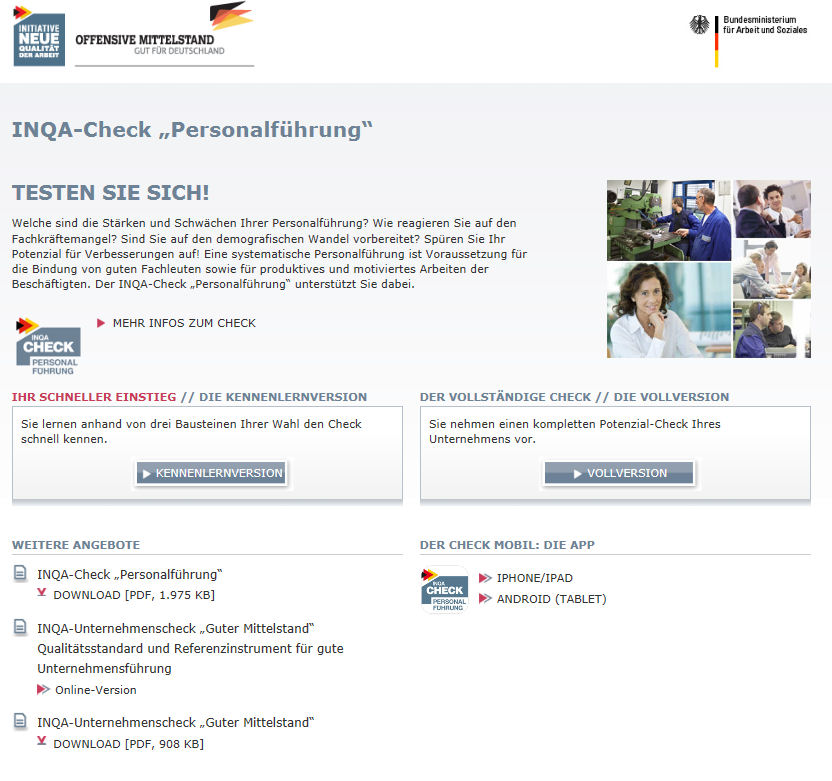 INITIATIVE
NEUE
QUALITÄT
DER ARBEIT
OFFENSIVE MITTELSTAND
GUT FÜR DEUTSCHLAND
Bundesministerium
für Arbeit und Soziales
INQA-Check „Personalführung“
TESTEN SIE SICH!
Welche sind die Stärken und Schwächen Ihrer Personalführung? Wie reagieren Sie auf den
Fachkräftemangel? Sind Sie auf den demografischen Wandel vorbereitet? Spüren Sie Ihr
Potenzial für Verbesserungen auf! Eine systematische Personalführung ist Voraussetzung für
die Bindung von guten Fachleuten sowie für produktives und motiviertes Arbeiten der
Beschäftigten. Der INQA-Check „Personalführung“ unterstützt Sie dabei.
INQA
CHECK
PERSONAL
FÜHRUNG
MEHR INFOS ZUM CHECK
IHR SCHNELLER EINSTIEG // DIE KENNENLERNVERSION
Sie lernen anhand von drei Bausteinen Ihrer Wahl den Check
schnell kennen.
KENNENLERNVERSION
DER VOLLSTÄNDIGE CHECK // DIE VOLLVERSION
Sie nehmen einen kompletten Potenzial-Check Ihres
Unternehmens vor.
VOLLVERSION
WEITERE ANGEBOTE
INQA-Check „Personalführung“
DOWNLOAD [PDF, 1.975 KB]
INQA-Unternehmenscheck „Guter Mittelstand“
Qualitätsstandard und Referenzinstrument für gute
Unternehmensführung
Online-Version
INQA-Unternehmenscheck „Guter Mittelstand“
DOWNLOAD [PDF, 908 KB]
DER CHECK MOBIL: DIE APP
INQA
CHECK
PERSONAL
FÜHRUNG
IPHONE/IPAD
ANDROID (TABLET)